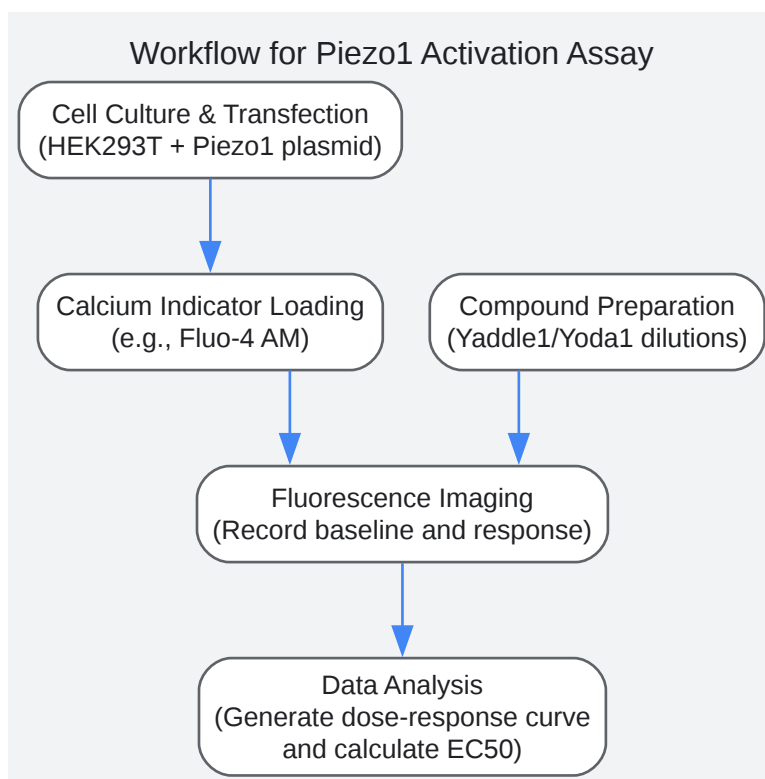 Workflow for Piezo1 Activation Assay
Cell Culture & Transfection
(HEK293T + Piezo1 plasmid)
Calcium Indicator Loading
(e.g., Fluo-4 AM)
Compound Preparation
(Yaddle1/Yoda1 dilutions)
Fluorescence Imaging
(Record baseline and response)
Data Analysis
(Generate dose-response curve
and calculate EC50)